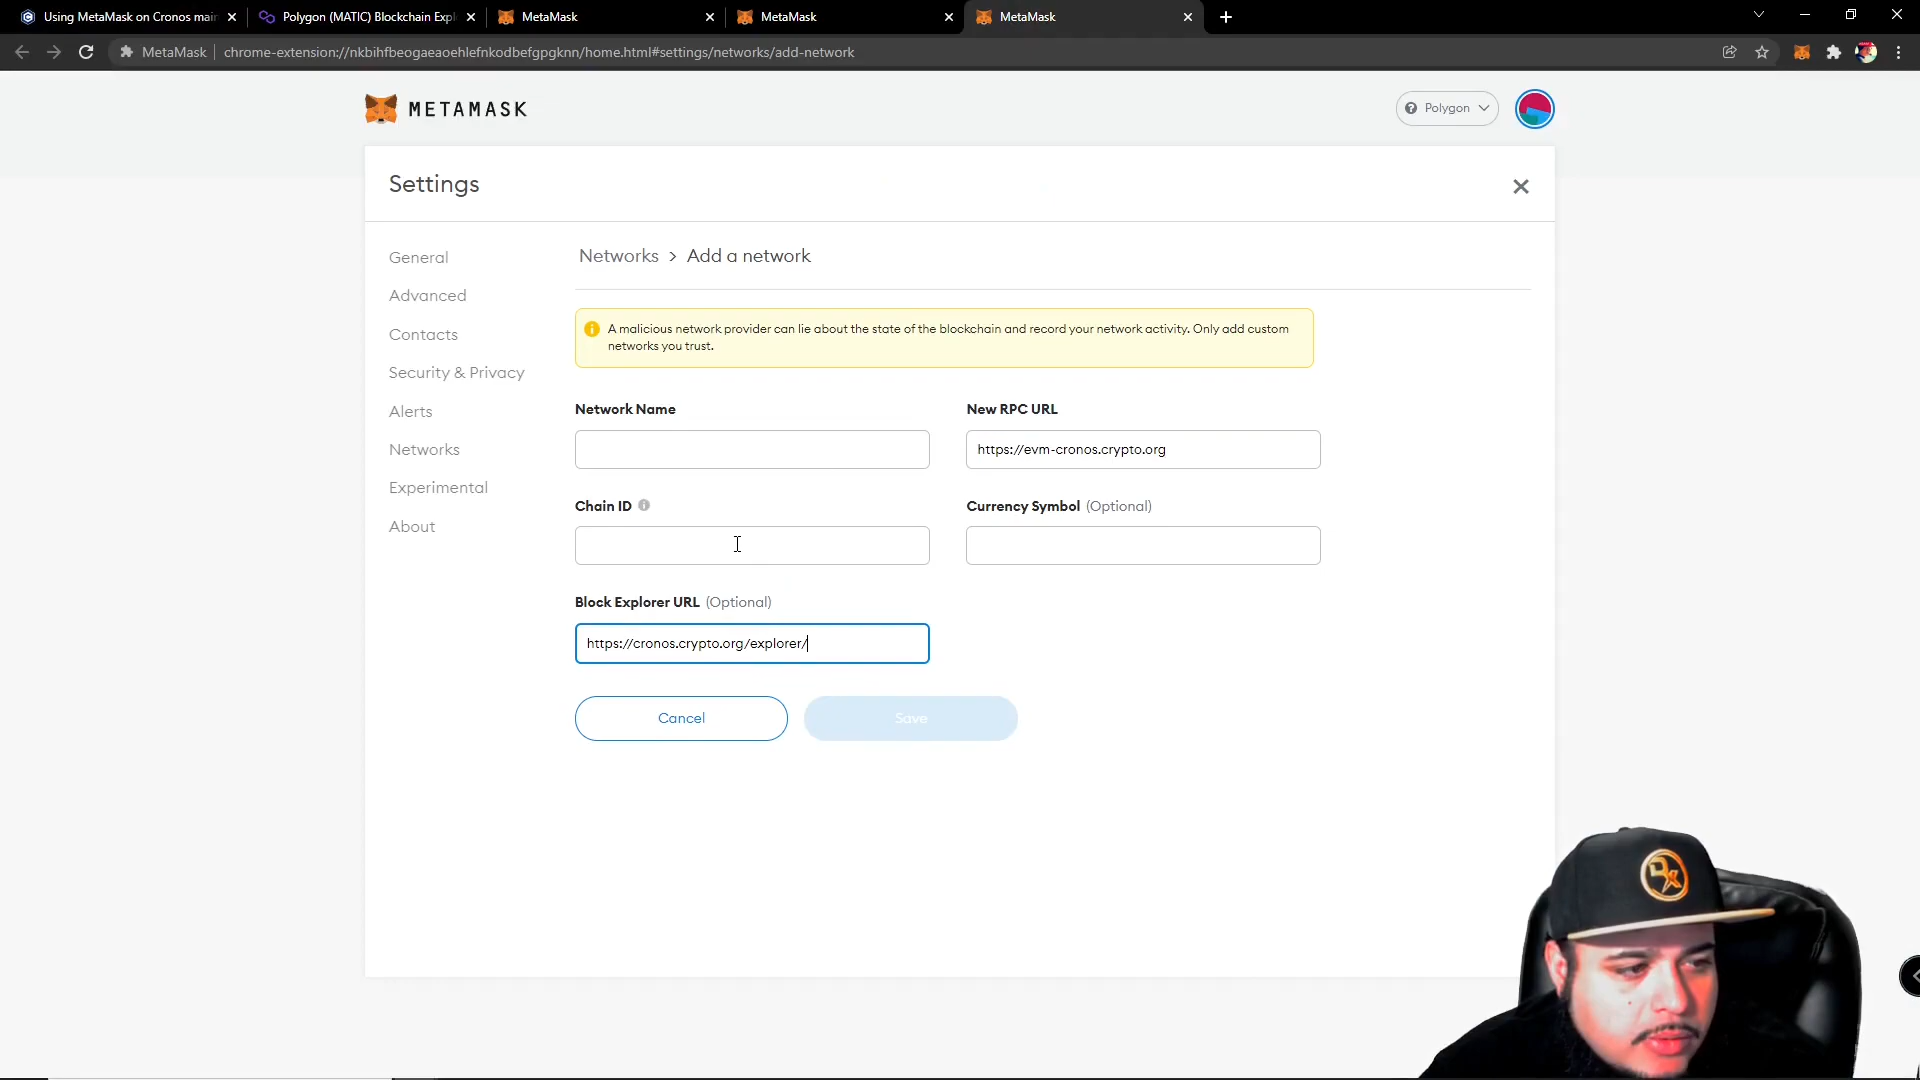 Using MetaMask on Cronos main
Polygon (MATIC) Blockchain Expl
MetaMask
MetaMask
MetaMask
MetaMask
chrome-extension://nkbihfbeogaeaoehlefnkodbefgpgknn/home.html#settings/networks/add-network
METAMASK
Polygon
Settings
General
Advanced
Contacts
Security & Privacy
Alerts
Networks
Experimental
About
Networks > Add a network
A malicious network provider can lie about the state of the blockchain and record your network activity. Only add custom
networks you trust.
Network Name
New RPC URL
https://evm-cronos.crypto.org
Chain ID
Currency Symbol (Optional)
Block Explorer URL (Optional)
https://cronos.crypto.org/explorer/
Cancel
Save